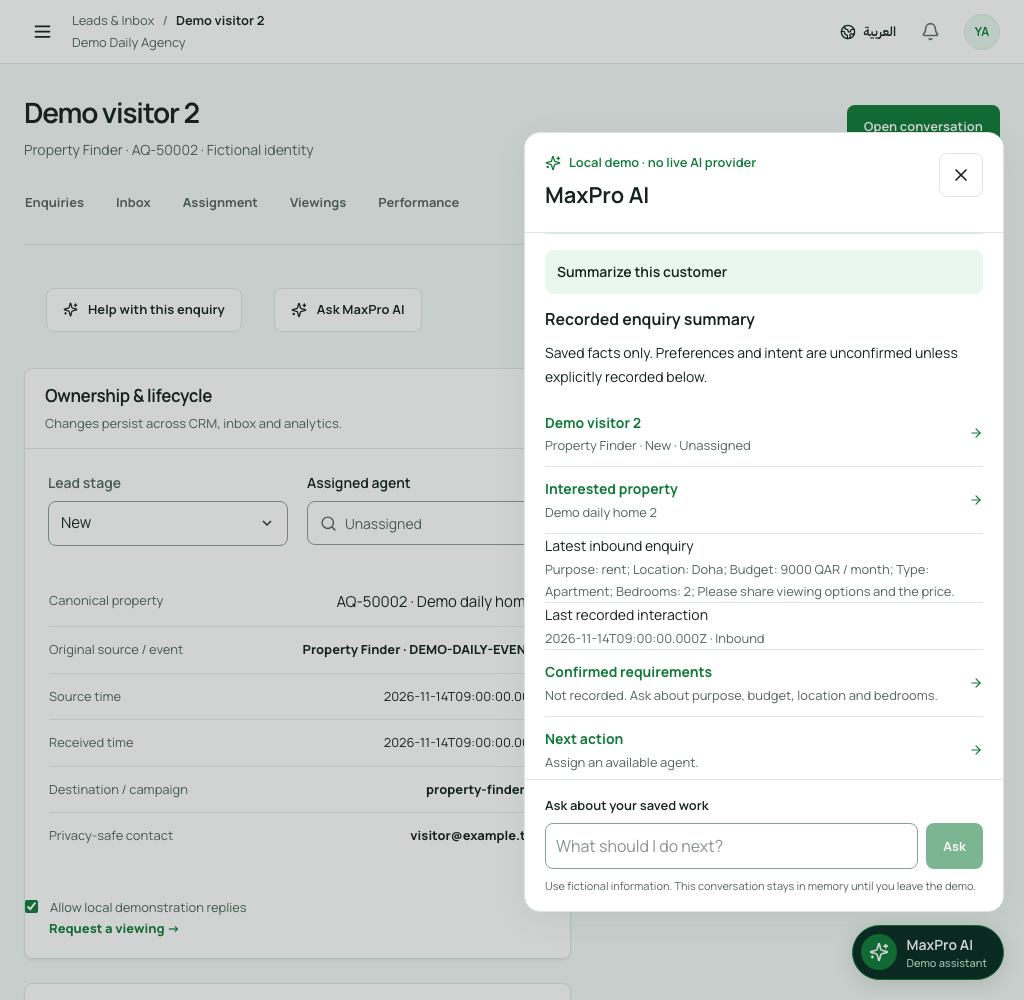 Leads & Inbox / Demo visitor 2
Demo Daily Agency
العربية
YA
Demo visitor 2
Property Finder · AQ-50002 · Fictional identity
Open conversation
Enquiries
Inbox
Assignment
Viewings
Performance
Help with this enquiry
Ask MaxPro AI
Ownership & lifecycle
Changes persist across CRM, inbox and analytics.
Lead stage
New
Assigned agent
Unassigned
Canonical property
AQ-50002 · Demo daily hom
Original source / event
Property Finder · DEMO-DAILY-EVEN
Source time
2026-11-14T09:00:00.0
Received time
2026-11-14T09:00:00.0
Destination / campaign
property-finder
Privacy-safe contact
visitor@example.t
Allow local demonstration replies
Request a viewing →
Local demo · no live AI provider
MaxPro AI
Summarize this customer
Recorded enquiry summary
Saved facts only. Preferences and intent are unconfirmed unless
explicitly recorded below.
Demo visitor 2
Property Finder · New · Unassigned
Interested property
Demo daily home 2
Latest inbound enquiry
Purpose: rent; Location: Doha; Budget: 9000 QAR / month; Type:
Apartment; Bedrooms: 2; Please share viewing options and the price.
Last recorded interaction
2026-11-14T09:00:00.000Z · Inbound
Confirmed requirements
Not recorded. Ask about purpose, budget, location and bedrooms.
Next action
Assign an available agent.
Ask about your saved work
What should I do next?
Ask
Use fictional information. This conversation stays in memory until you leave the demo.
MaxPro AI
Demo assistant